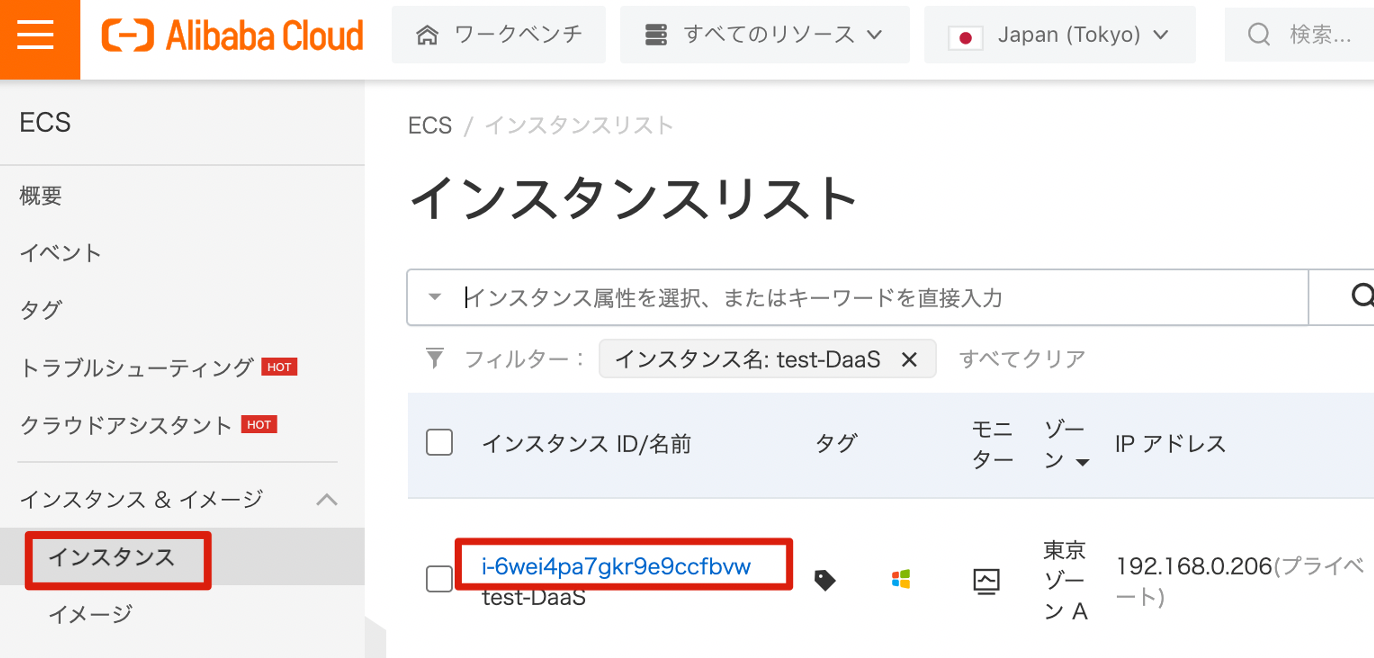 Alibaba Cloud
ワークベンチ
すべてのリソース
Japan (Tokyo)
検索...
ECS
概要
イベント
タグ
トラブルシューティング HOT
クラウドアシスタント HOT
インスタンス & イメージ
インスタンス
イメージ
ECS / インスタンスリスト
インスタンスリスト
インスタンス属性を選択、またはキーワードを直接入力
フィルター： インスタンス名: test-DaaS × すべてクリア
インスタンス ID/名前
タグ
モニ
ター
ゾー
ン
IP アドレス
i-6wei4pa7gkr9e9ccfbvw
test-DaaS
東京
ゾー
ン A
192.168.0.206(プライベ
ート)